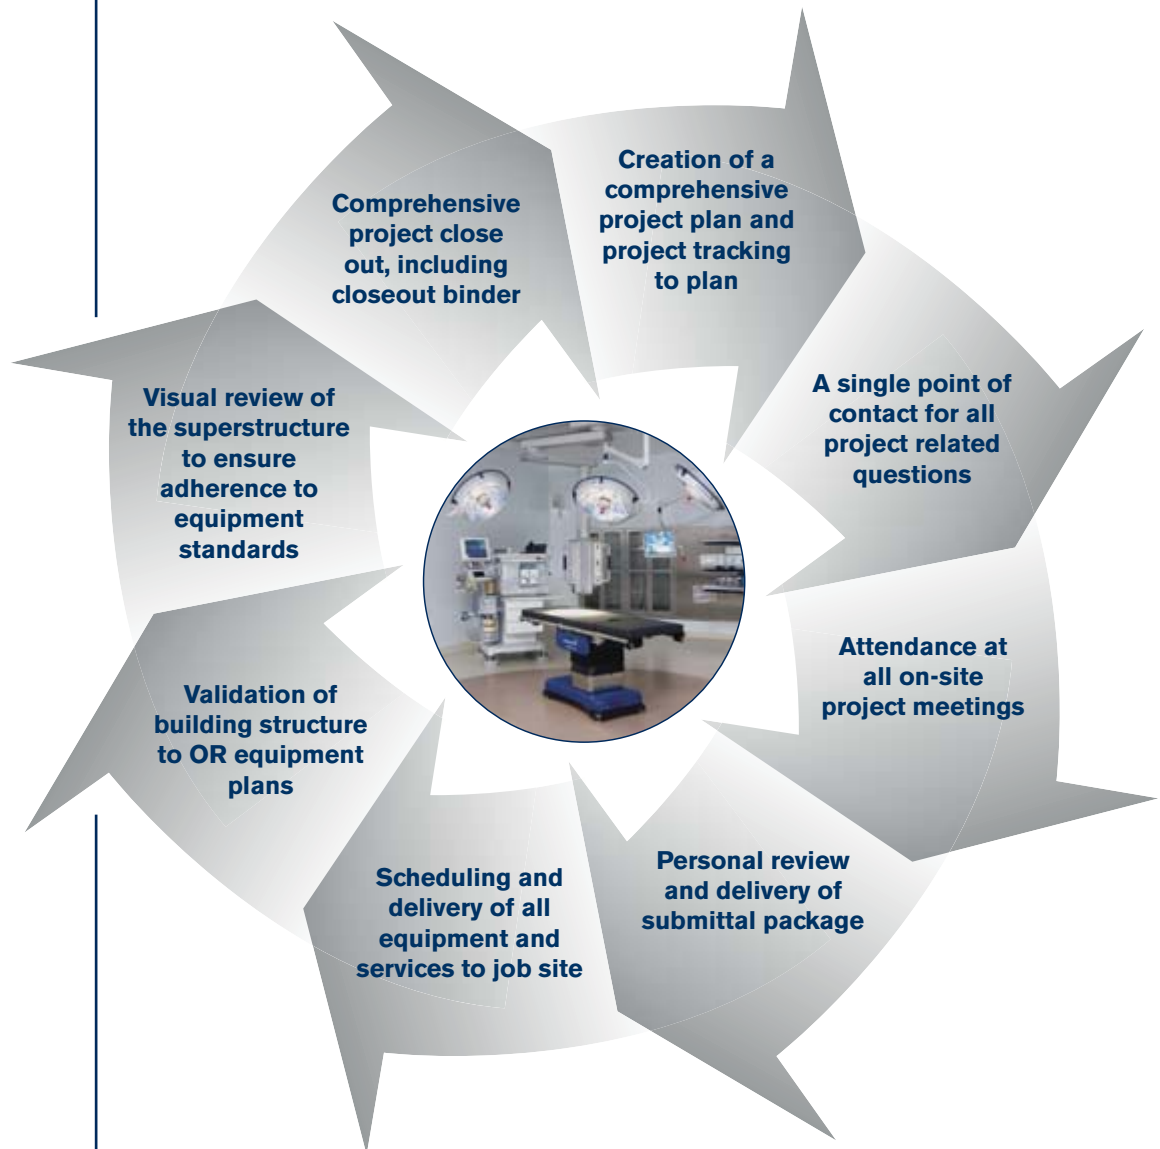 Creation of a
comprehensive
project plan and
project tracking
to plan
A single point of
contact for all
project related
questions
Attendance at
all on-site
project meetings
Personal review
and delivery of
submittal package
Scheduling and
delivery of all
equipment and
services to job site
Validation of
building structure
to OR equipment
plans
Visual review of
the superstructure
to ensure
adherence to
equipment
standards
Comprehensive
project close
out, including
closeout binder